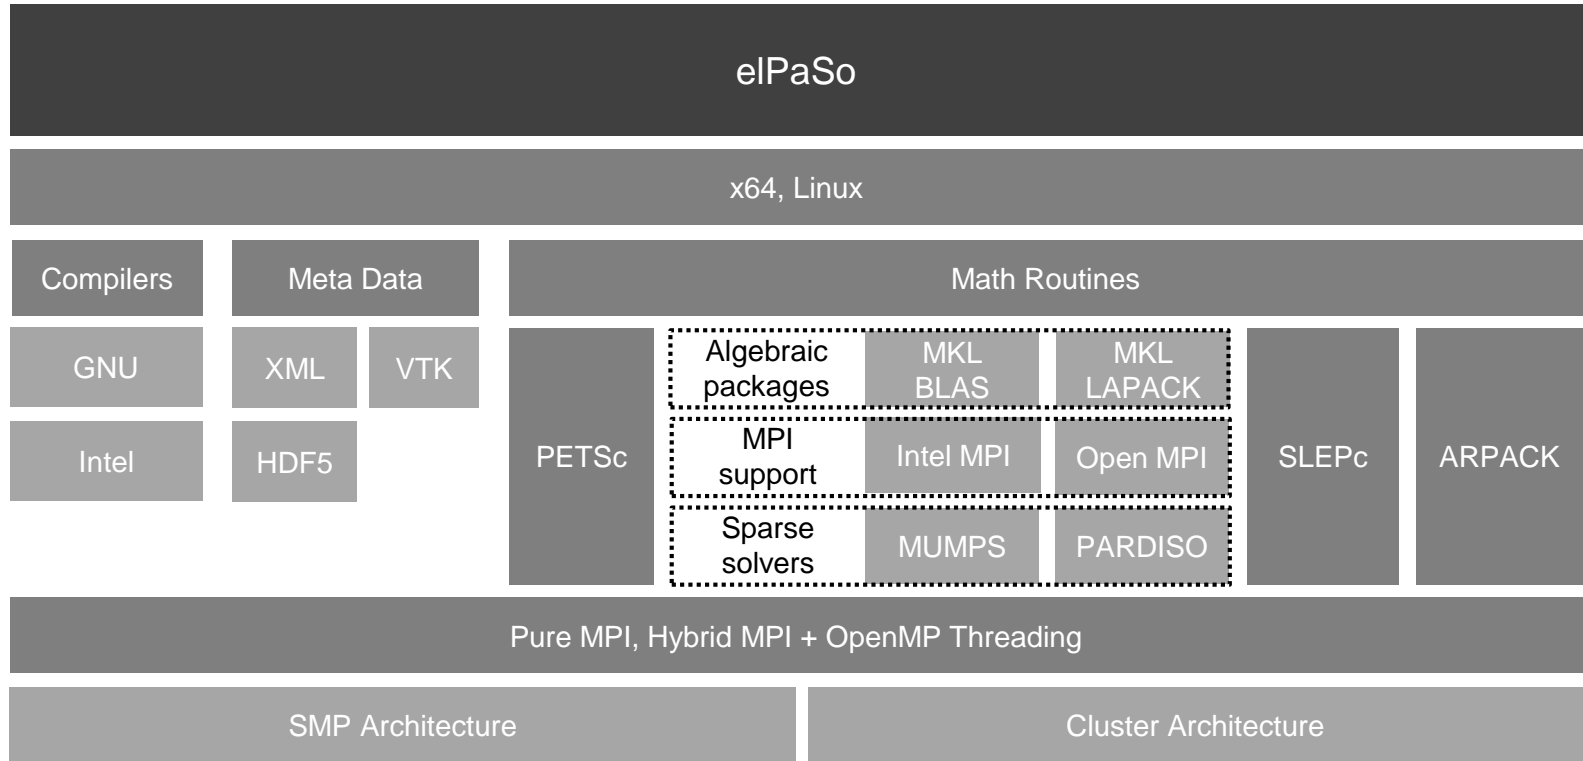 elPaSo
x64, Linux
Compilers
Meta Data
Math Routines
GNU
Intel
XML
VTK
HDF5
PETSc
Algebraic
packages
MKL
BLAS
MKL
LAPACK
MPI
support
Intel MPI
Open MPI
Sparse
solvers
MUMPS
PARDISO
SLEPc
ARPACK
Pure MPI, Hybrid MPI + OpenMP Threading
SMP Architecture
Cluster Architecture